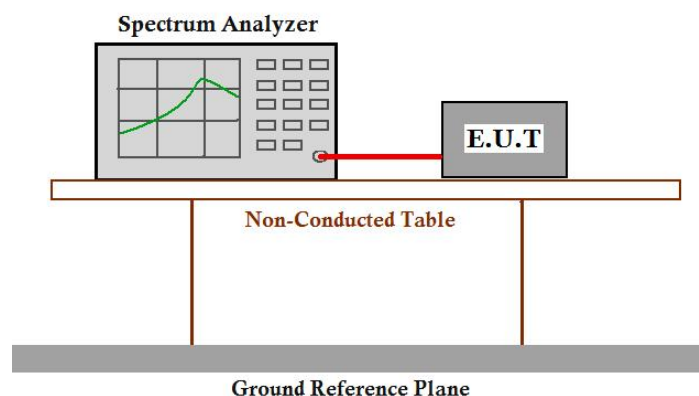 Spectrum Analyzer
E.U.T
Non-Conducted Table
Ground Reference Plane